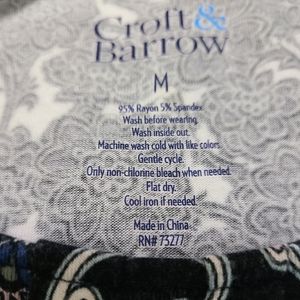 Croft &
Barrow
M
95% Rayon 5% Spandex
Wash before wearing.
Wash inside out.
Machine wash cold with like colors.
Gentle cycle.
Only non-chlorine bleach when needed.
Flat dry.
Cool iron if needed.
Made in China
RN# 73277